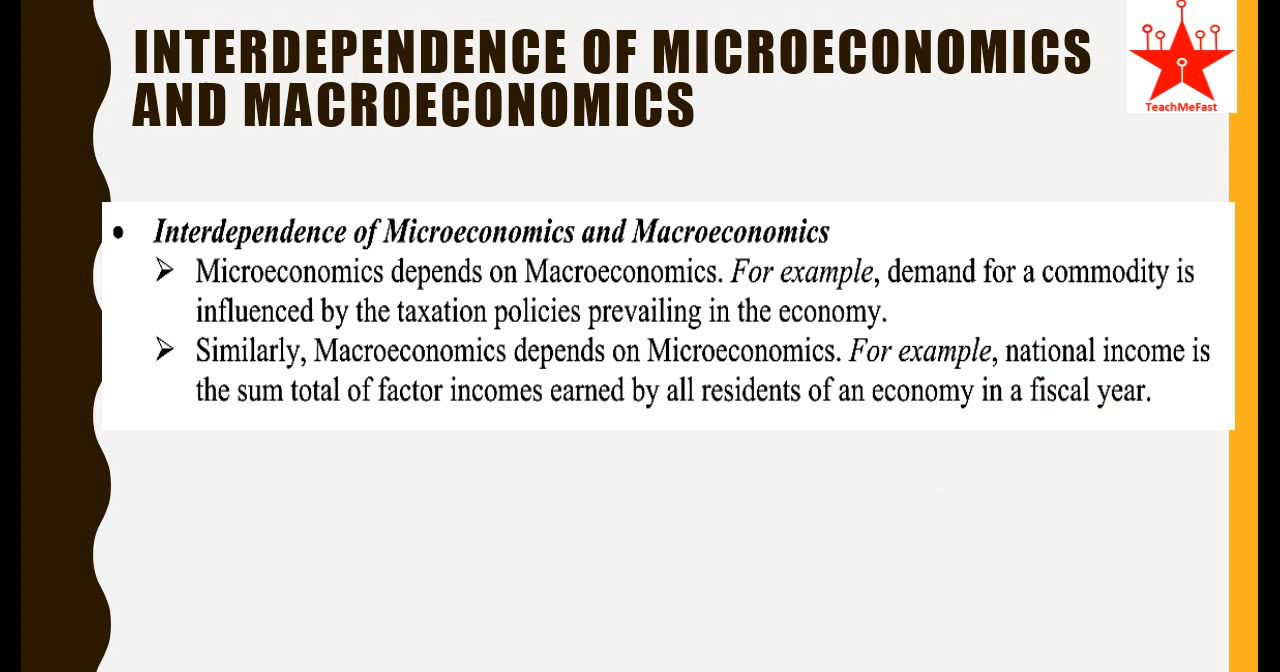 INTERDEPENDENCE OF MICROECONOMICS
AND MACROECONOMICS
TeachMeFast
• Interdependence of Microeconomics and Macroeconomics
➢ Microeconomics depends on Macroeconomics. For example, demand for a commodity is
influenced by the taxation policies prevailing in the economy.
➢ Similarly, Macroeconomics depends on Microeconomics. For example, national income is
the sum total of factor incomes earned by all residents of an economy in a fiscal year.